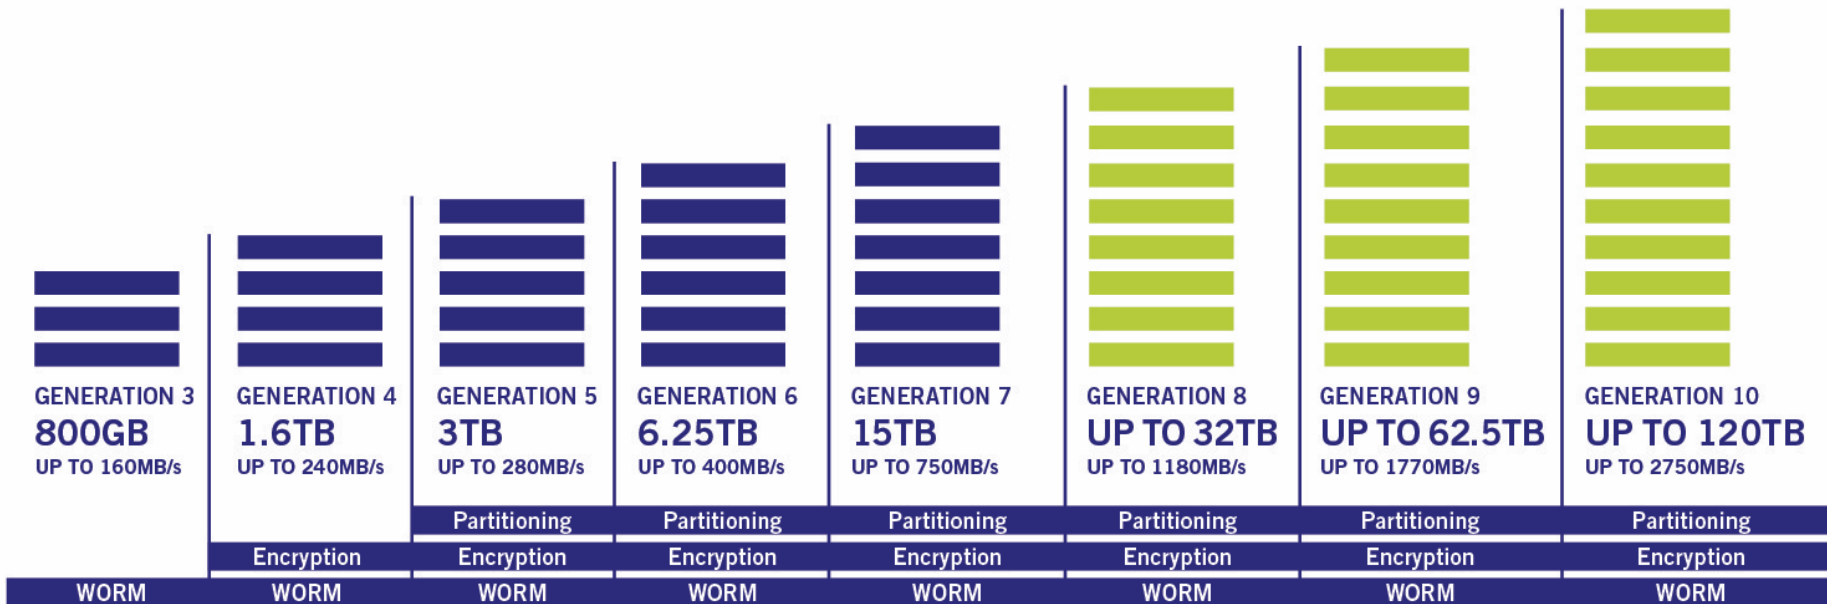 GENERATION 3
800GB
UP TO 160MB/s
GENERATION 4
1.6TB
UP TO 240MB/s
GENERATION 5
3TB
UP TO 280MB/s
GENERATION 6
6.25TB
UP TO 400MB/s
GENERATION 7
15TB
UP TO 750MB/s
GENERATION 8
UP TO 32TB
UP TO 1180MB/s
GENERATION 9
UP TO 62.5TB
UP TO 1770MB/s
GENERATION 10
UP TO 120TB
UP TO 2750MB/s
Partitioning Partitioning Partitioning Partitioning Partitioning Partitioning
Encryption Encryption Encryption Encryption Encryption Encryption Encryption
WORM WORM WORM WORM WORM WORM WORM WORM